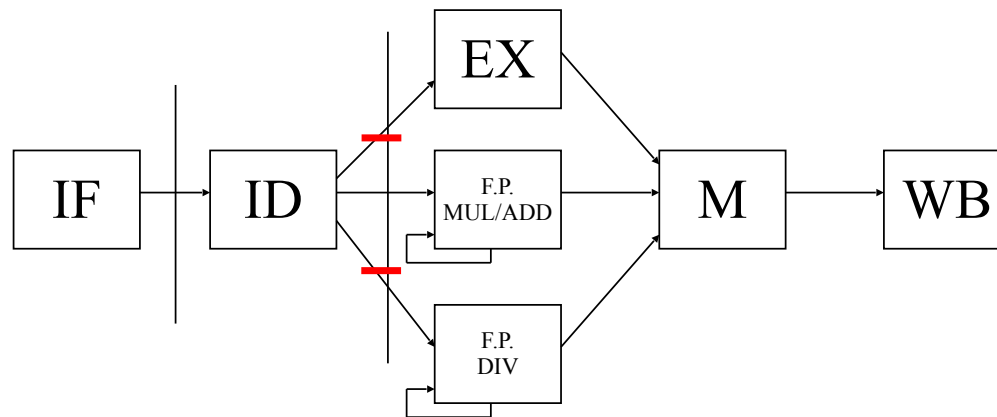 IF
ID
EX
F.P.
MUL/ADD
F.P.
DIV
M
WB